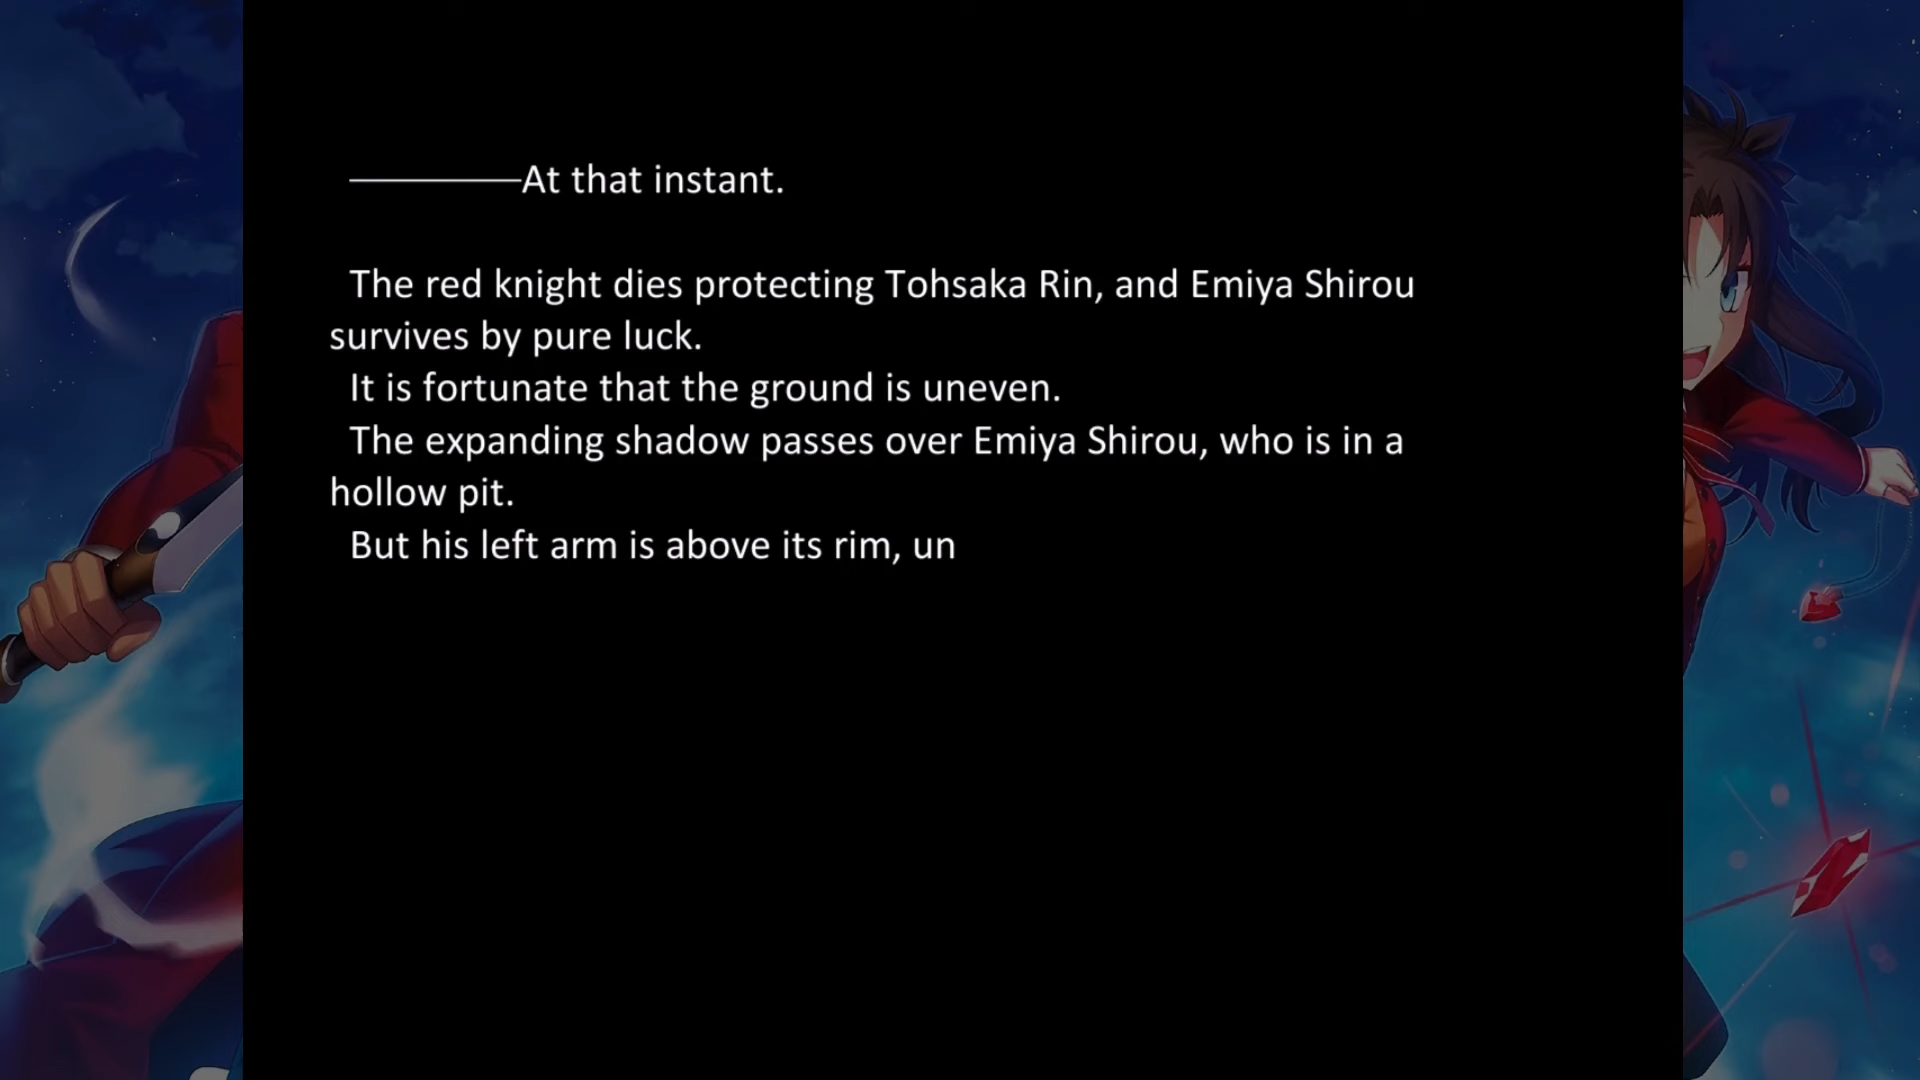 ————At that instant.
The red knight dies protecting Tohsaka Rin, and Emiya Shirou
survives by pure luck.
It is fortunate that the ground is uneven.
The expanding shadow passes over Emiya Shirou, who is in a
hollow pit.
But his left arm is above its rim, un